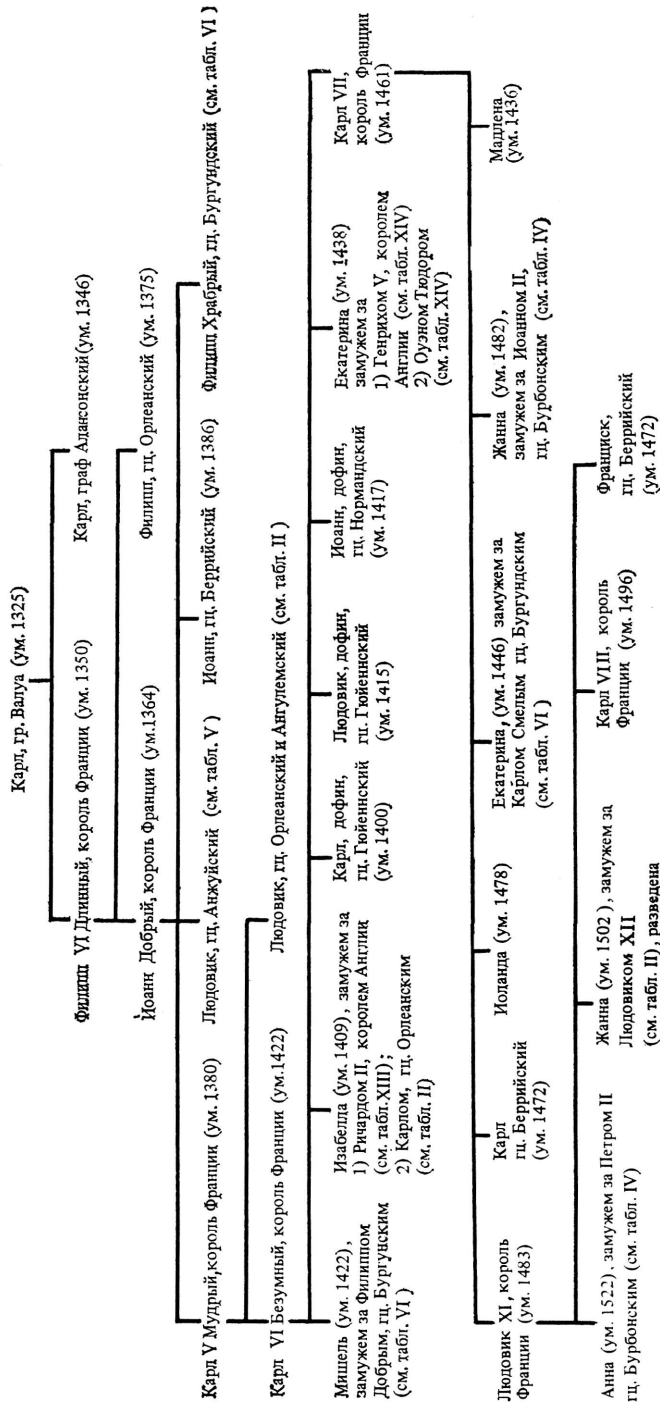 Карл, гр. Валуа (ум. 1325)
Филипп VI Длинный, король Франции (ум. 1350)
Карл, граф Алансонский (ум. 1346)
Иоанн Добрый, король Франции (ум.1364)
Филипп, гц. Орлеанский (ум. 1375)
Карл V Мудрый, король Франции (ум. 1380)
Людовик, гц. Анжуйский (см. табл. V)
Иоанн, гц. Беррийский (ум. 1386)
Филипп Храбрый, гц. Бургундский (см. табл. VI)
Карл VI Безумный, король Франции (ум.1422)
Людовик, гц. Орлеанский и Ангулемский (см. табл. II)
Мишель (ум. 1422),
замужем за Филиппом
Добрым, гц. Бургунским
(см. табл. VI)
Изабелла (ум. 1409), замужем за
1) Ричардом II, королем Англии
(см. табл.XIII);
2) Карлом, гц. Орлеанским
(см, табл. II)
Карл, дофин,
гц. Гюйеннский
(ум. 1400)
Людовик, дофин,
гц. Гюйеннский
(ум. 1415)
Иоанн, дофин,
гц. Нормандский
(ум. 1417)
Екатерина (ум. 1438)
замужем за
1) Генрихом V, королем
Англии (см. табл. XIV)
2) Оуэном Тюдором
(см. табл. XIV)
Карл VII,
король Франции
(ум. 1461)
Людовик XI, король
Франции (ум. 1483)
Карл
гц. Беррийский
(ум. 1472)
Иоланда (ум. 1478)
Екатерина, (ум. 1446) замужем за
Карлом Смелым гц. Бургундским
(см. табл. VI)
Жанна (ум. 1482),
замужем за Иоанном II,
гц. Бурбонским (см. табл. IV)
Мадлена
(ум. 1436)
Анна (ум. 1522), замужем за Петром II
гц. Бурбонским (см. табл. IV)
Жанна (ум. 1502), замужем за
Людовиком XII
(см. табл. II), разведена
Карл VIII, король
Франции (ум. 1496)
Франциск,
гц. Беррийский
(ум. 1472)